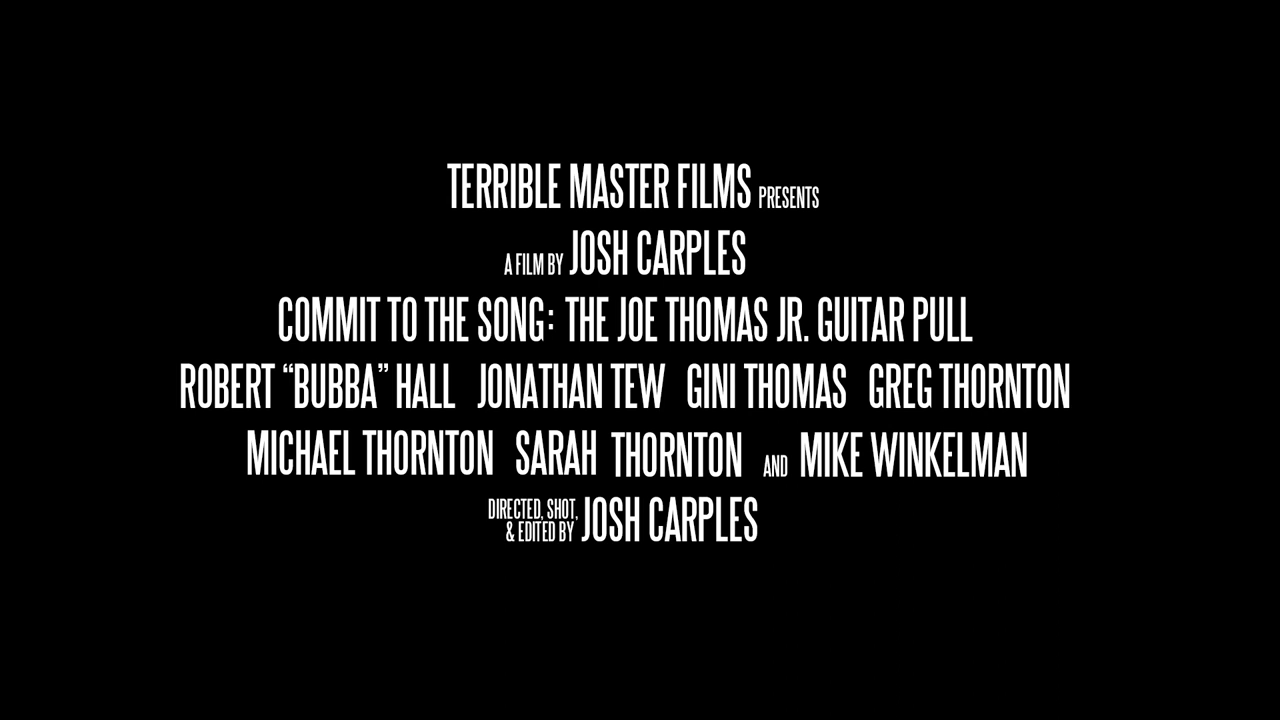 TERRIBLE MASTER FILMS PRESENTS
A FILM BY JOSH CARPLES
COMMIT TO THE SONG: THE JOE THOMAS JR. GUITAR PULL
ROBERT “BUBBA” HALL JONATHAN TEW GINI THOMAS GREG THORNTON
MICHAEL THORNTON SARAH THORNTON AND MIKE WINKELMAN
DIRECTED, SHOT, & EDITED BY JOSH CARPLES